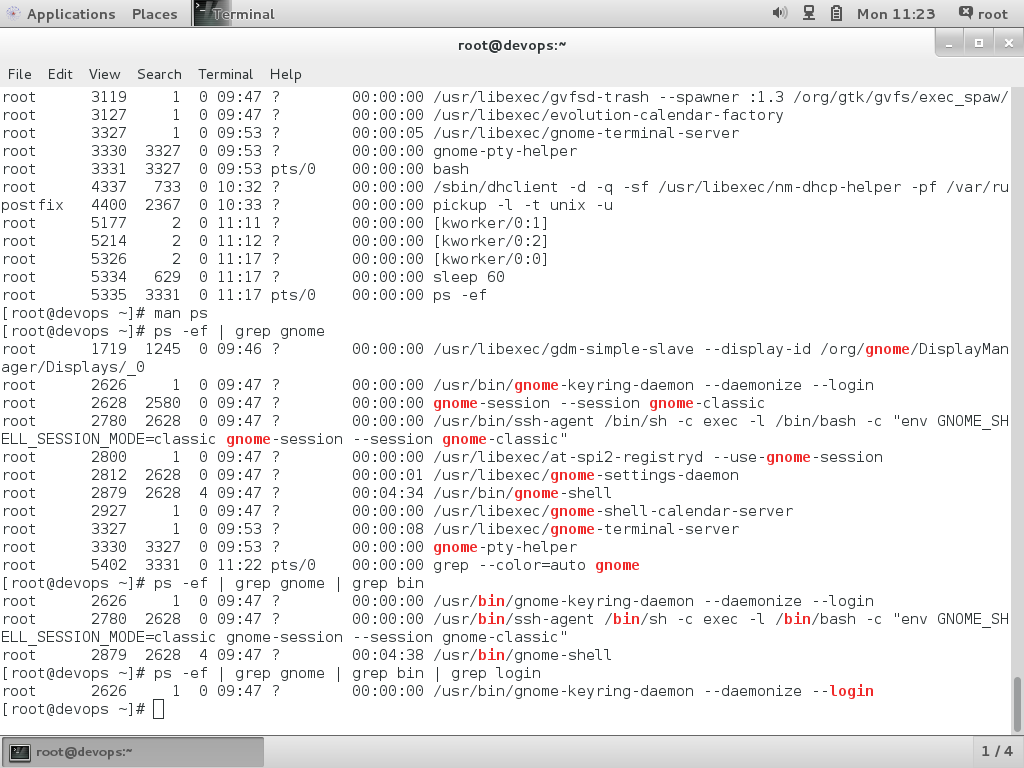 Applications Places Terminal Mon 11:23 root
root@devops:~
File Edit View Search Terminal Help
root      3119     1  0 09:47 ?        00:00:00 /usr/libexec/gvfsd-trash --spawner :1.3 /org/gtk/gvfs/exec_spaw/
root      3127     1  0 09:47 ?        00:00:00 /usr/libexec/evolution-calendar-factory
root      3327     1  0 09:53 ?        00:00:05 /usr/libexec/gnome-terminal-server
root      3330  3327  0 09:53 ?        00:00:00 gnome-pty-helper
root      3331  3327  0 09:53 pts/0    00:00:00 bash
root      4337   733  0 10:32 ?        00:00:00 /sbin/dhclient -d -q -sf /usr/libexec/nm-dhcp-helper -pf /var/ru
postfix   4400  2367  0 10:33 ?        00:00:00 pickup -l -t unix -u
root      5177     2  0 11:11 ?        00:00:00 [kworker/0:1]
root      5214     2  0 11:12 ?        00:00:00 [kworker/0:2]
root      5326     2  0 11:17 ?        00:00:00 [kworker/0:0]
root      5334   629  0 11:17 ?        00:00:00 sleep 60
root      5335  3331  0 11:17 pts/0    00:00:00 ps -ef
[root@devops ~]# man ps
[root@devops ~]# ps -ef | grep gnome
root      1719  1245  0 09:46 ?        00:00:00 /usr/libexec/gdm-simple-slave --display-id /org/gnome/DisplayMan
ager/Displays/_0
root      2626     1  0 09:47 ?        00:00:00 /usr/bin/gnome-keyring-daemon --daemonize --login
root      2628  2580  0 09:47 ?        00:00:00 gnome-session --session gnome-classic
root      2780  2628  0 09:47 ?        00:00:00 /usr/bin/ssh-agent /bin/sh -c exec -l /bin/bash -c "env GNOME_SH
ELL_SESSION_MODE=classic gnome-session --session gnome-classic"
root      2800     1  0 09:47 ?        00:00:00 /usr/libexec/at-spi2-registryd --use-gnome-session
root      2812  2628  0 09:47 ?        00:00:01 /usr/libexec/gnome-settings-daemon
root      2879  2628  4 09:47 ?        00:04:34 /usr/bin/gnome-shell
root      2927     1  0 09:47 ?        00:00:00 /usr/libexec/gnome-shell-calendar-server
root      3327     1  0 09:53 ?        00:00:08 /usr/libexec/gnome-terminal-server
root      3330  3327  0 09:53 ?        00:00:00 gnome-pty-helper
root      5402  3331  0 11:22 pts/0    00:00:00 grep --color=auto gnome
[root@devops ~]# ps -ef | grep gnome | grep bin
root      2626     1  0 09:47 ?        00:00:00 /usr/bin/gnome-keyring-daemon --daemonize --login
root      2780  2628  0 09:47 ?        00:00:00 /usr/bin/ssh-agent /bin/sh -c exec -l /bin/bash -c "env GNOME_SH
ELL_SESSION_MODE=classic gnome-session --session gnome-classic"
root      2879  2628  4 09:47 ?        00:04:38 /usr/bin/gnome-shell
[root@devops ~]# ps -ef | grep gnome | grep bin | grep login
root      2626     1  0 09:47 ?        00:00:00 /usr/bin/gnome-keyring-daemon --daemonize --login
[root@devops ~]#
root@devops:~ 1 / 4